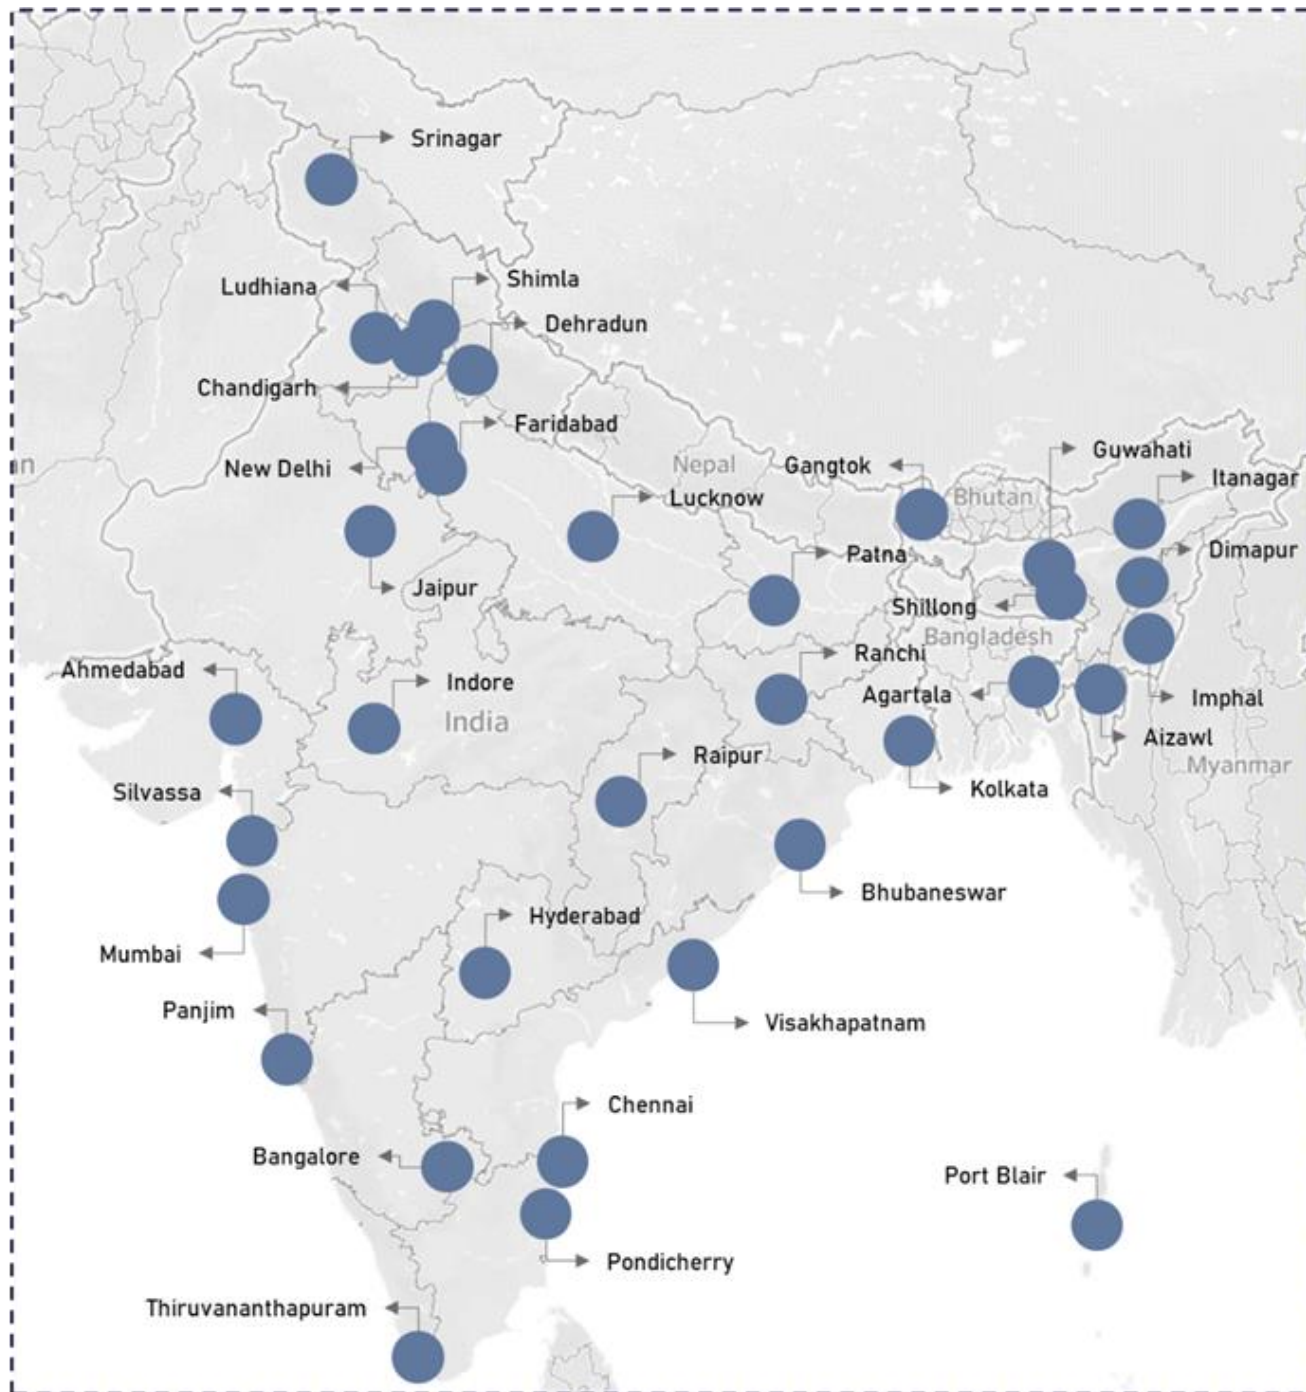 Srinagar
Shimla
Ludhiana
Dehradun
Chandigarh
Faridabad
New Delhi
Guwahati
Nepal
Gangtok
Itanagar
Bhutan
Lucknow
an
Dimapur
Patna
Jaipur
Shillong
Bangladesh
Ranchi
Ahmedabad
Indore
Agartala
Imphal
India
Aizawl
Raipur
Myanmar
Silvassa
Kolkata
Bhubaneswar
Hyderabad
Mumbai
Panjim
Visakhapatnam
Chennai
Bangalore
Port Blair
Pondicherry
Thiruvananthapuram